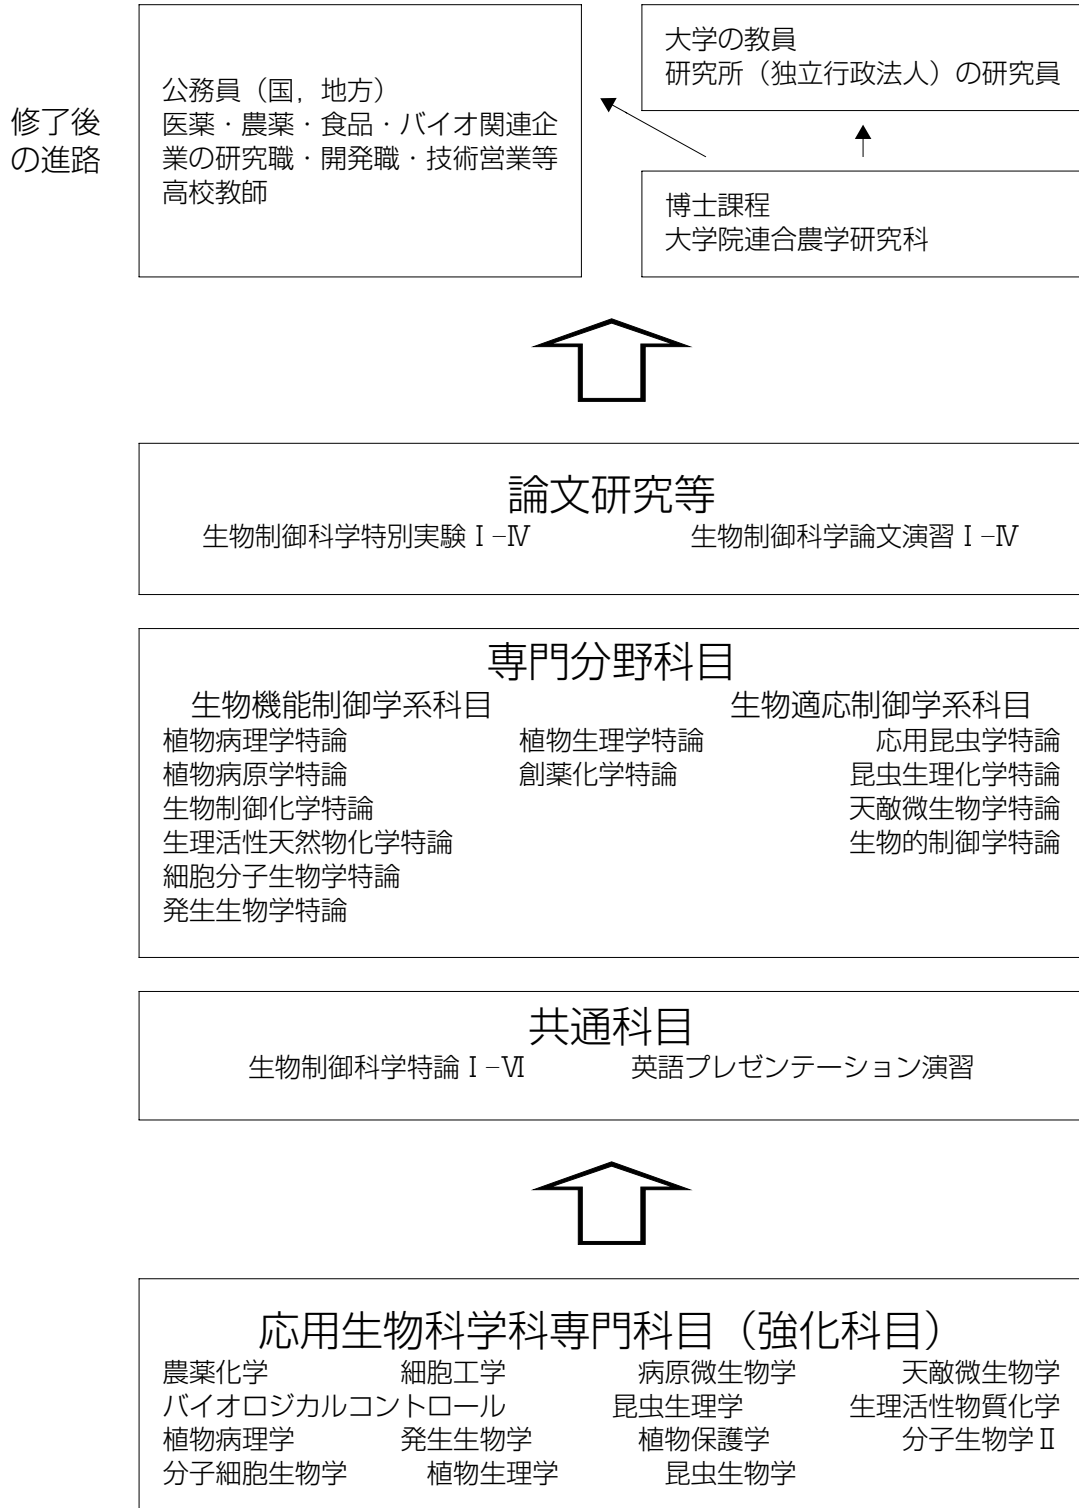 修了後
の進路
公務員（国，地方）
医薬・農薬・食品・バイオ関連企
業の研究職・開発職・技術営業等
高校教師
大学の教員
研究所（独立行政法人）の研究員
博士課程
大学院連合農学研究科
論文研究等
生物制御科学特別実験Ⅰ−Ⅳ 生物制御科学論文演習Ⅰ−Ⅳ
専門分野科目
生物機能制御学系科目 生物適応制御学系科目
植物病理学特論 植物生理学特論 応用昆虫学特論
植物病原学特論 創薬化学特論 昆虫生理化学特論
生物制御化学特論 天敵微生物学特論
生理活性天然物化学特論 生物的制御学特論
細胞分子生物学特論
発生生物学特論
共通科目
生物制御科学特論Ⅰ−Ⅵ 英語プレゼンテーション演習
応用生物科学科専門科目（強化科目）
農薬化学 細胞工学 病原微生物学 天敵微生物学
バイオロジカルコントロール 昆虫生理学 生理活性物質化学
植物病理学 発生生物学 植物保護学 分子生物学Ⅱ
分子細胞生物学 植物生理学 昆虫生物学